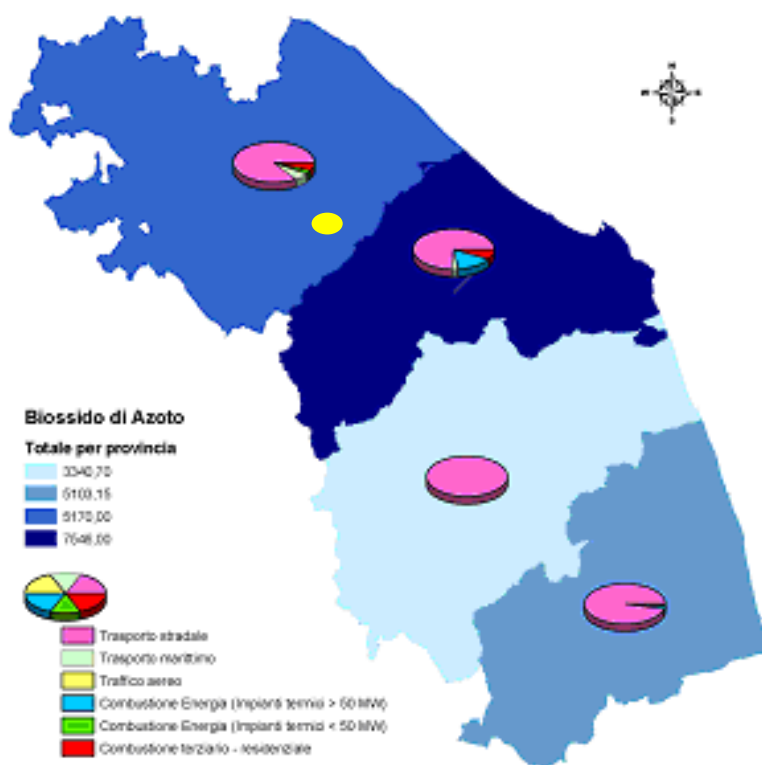 N
W E
S
Biossido di Azoto
Totale per provincia
3340,70
5103,15
5170,00
7548,00
Trasporto stradale
Trasporto marittimo
Traffico aereo
Combustione Energia (Impianti termici > 50 MW)
Combustione Energia (Impianti termici < 50 MW)
Combustione terziario - residenziale